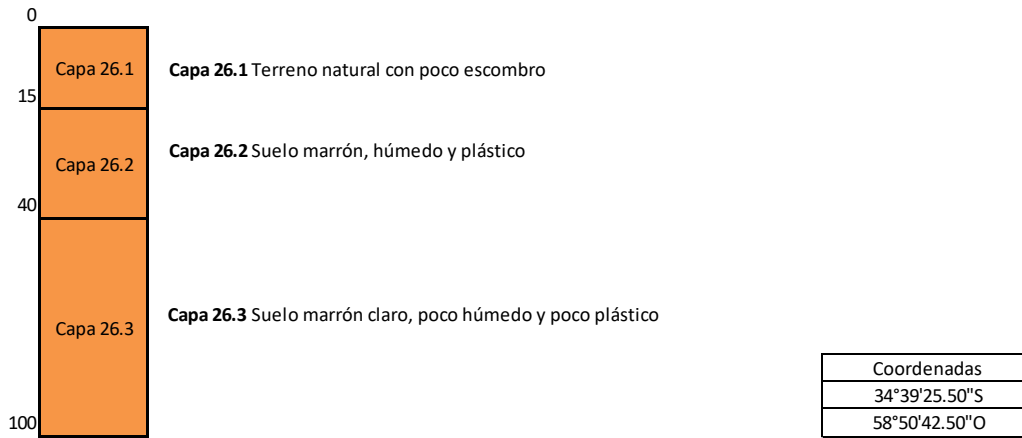 0
Capa 26.1
Capa 26.1 Terreno natural con poco escombro
15
Capa 26.2 Suelo marrón, húmedo y plástico
Capa 26.2
40
Capa 26.3 Suelo marrón claro, poco húmedo y poco plástico
Capa 26.3
100
Coordenadas
34°39'25.50"S
58°50'42.50"O